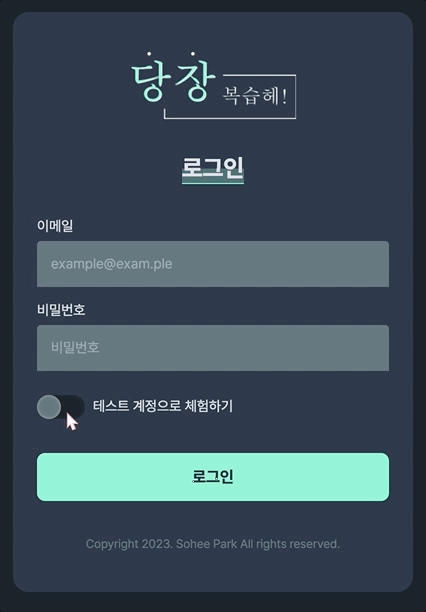 당장 복습헤!
로그인
이메일
example@exam.ple
비밀번호
비밀번호
테스트 계정으로 체험하기
로그인
Copyright 2023. Sohee Park All rights reserved.